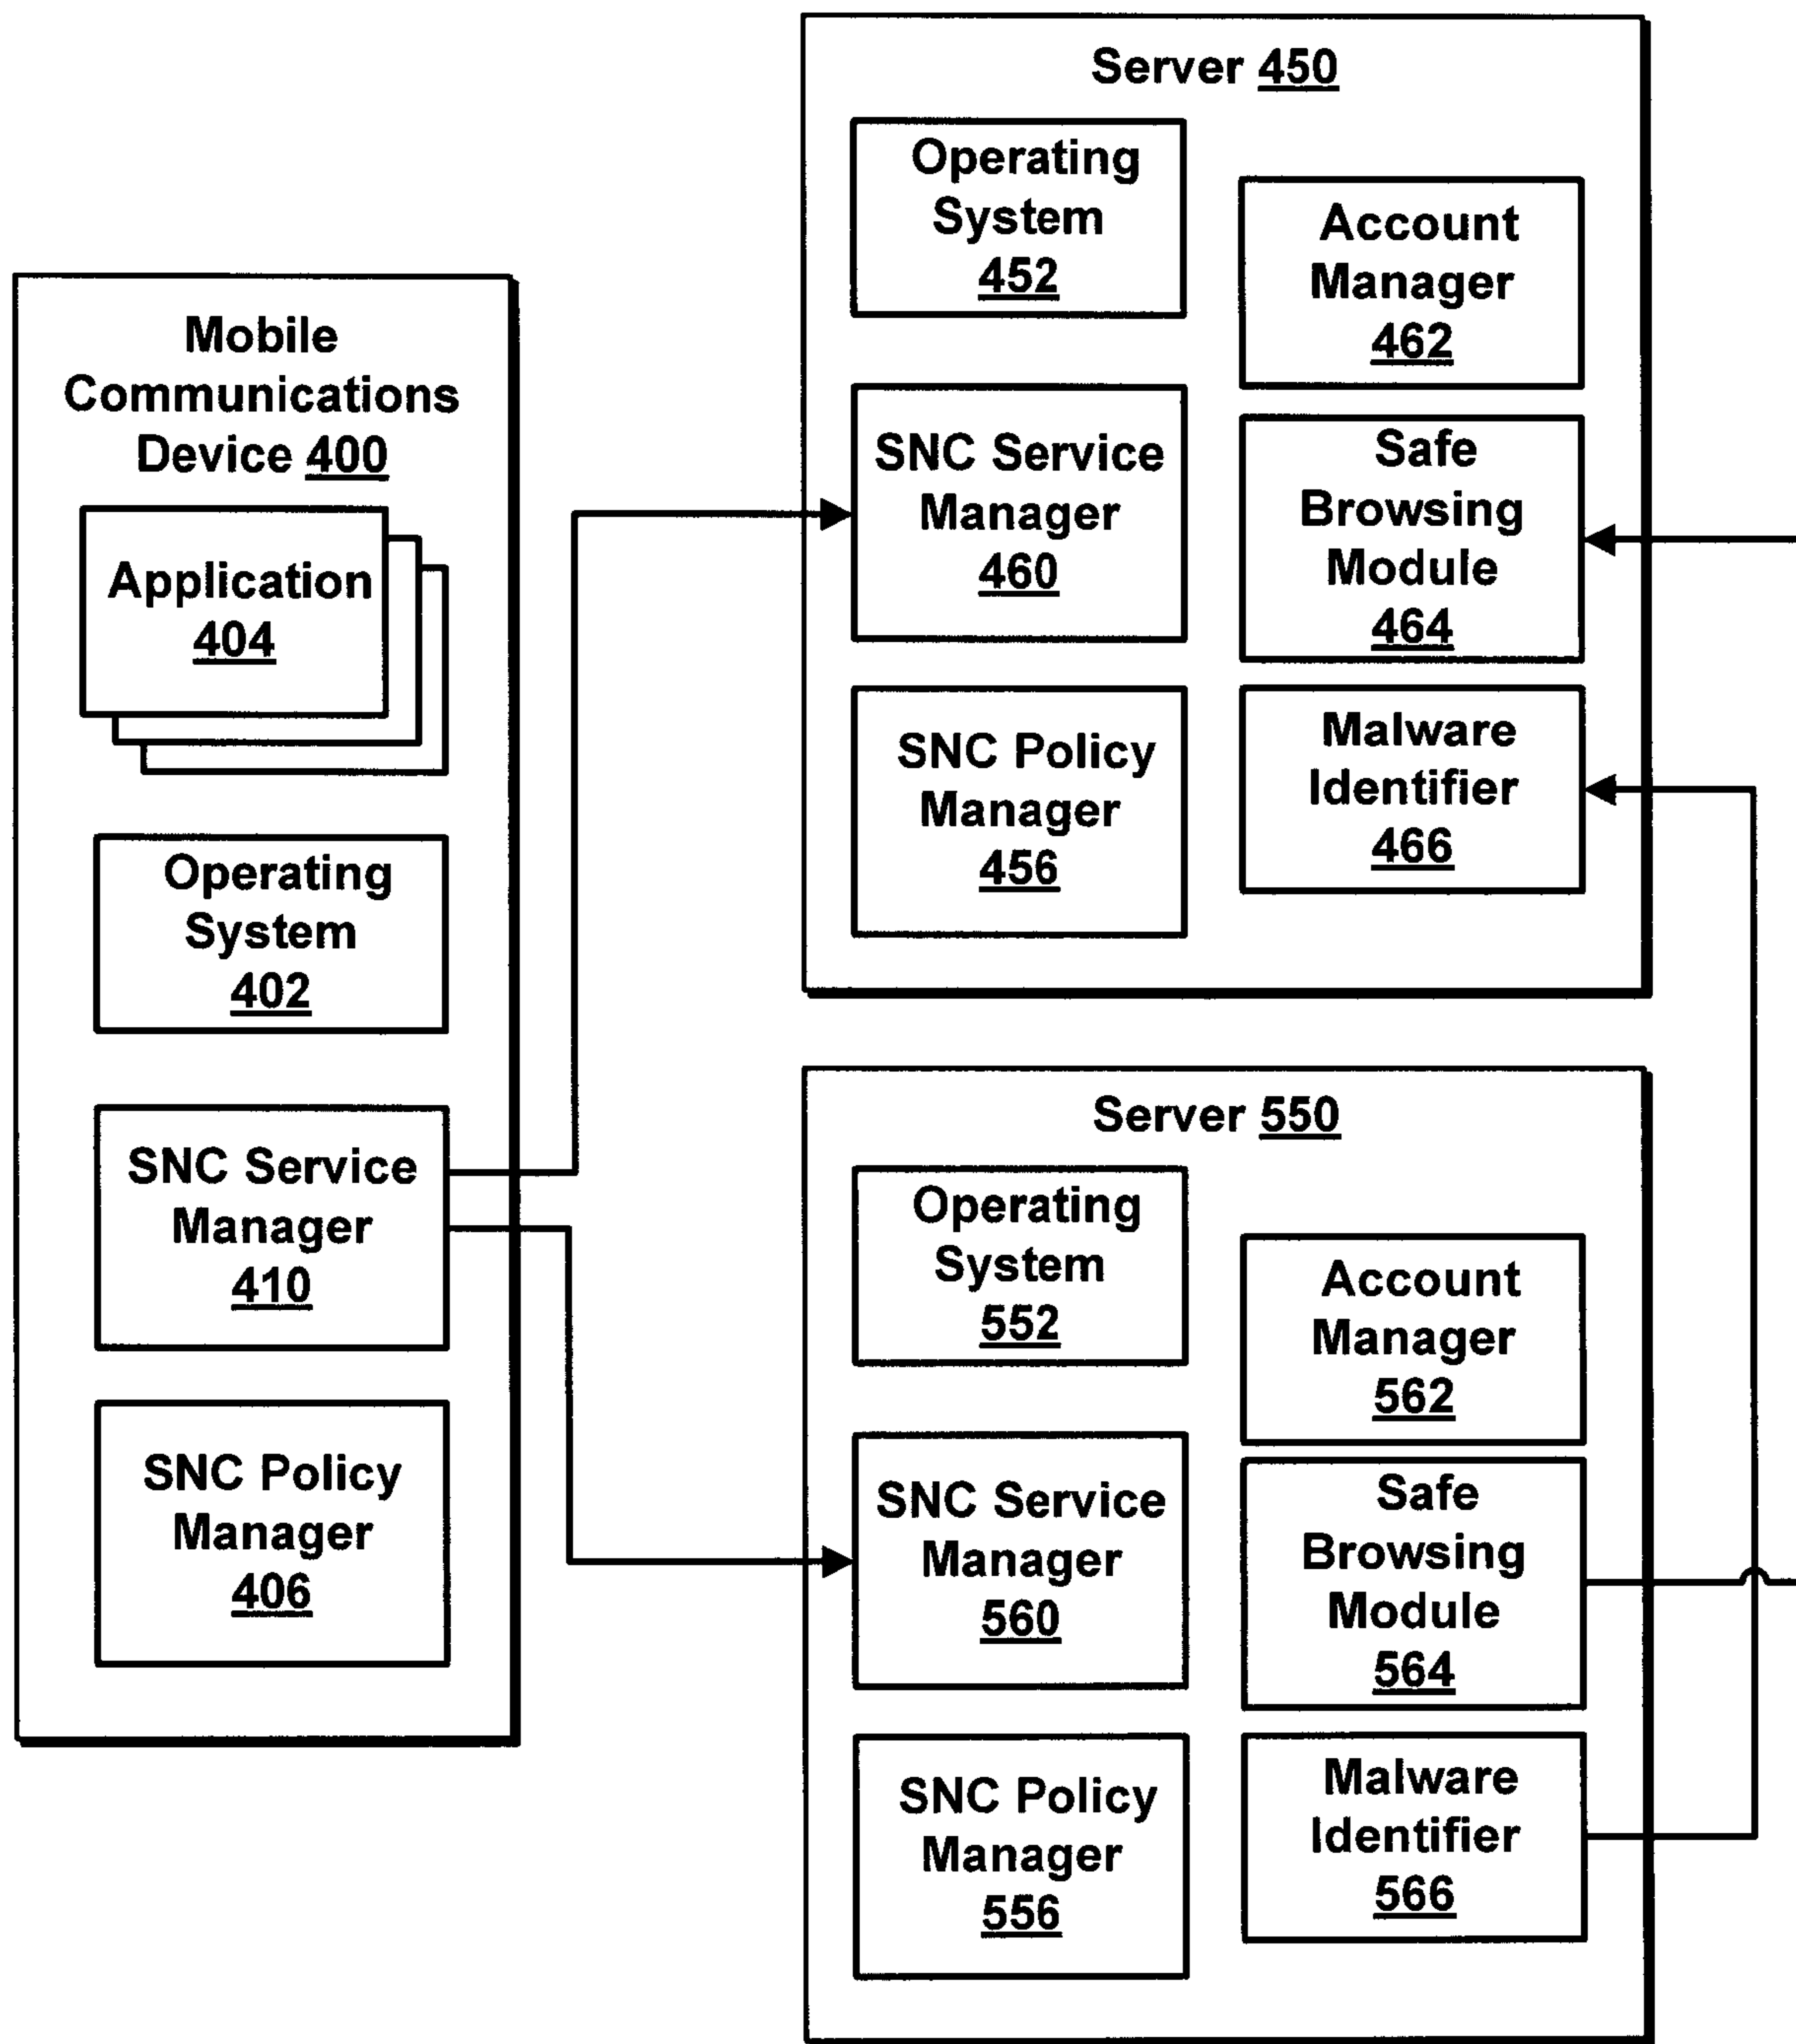 Mobile
Communications
Device 400
Application
404
Operating
System
402
SNC Service
Manager
410
SNC Policy
Manager
406
Server 450
Operating
System
452
SNC Service
Manager
460
SNC Policy
Manager
456
Account
Manager
462
Safe
Browsing
Module
464
Malware
Identifier
466
Server 550
Operating
System
552
SNC Service
Manager
560
SNC Policy
Manager
556
Account
Manager
562
Safe
Browsing
Module
564
Malware
Identifier
566